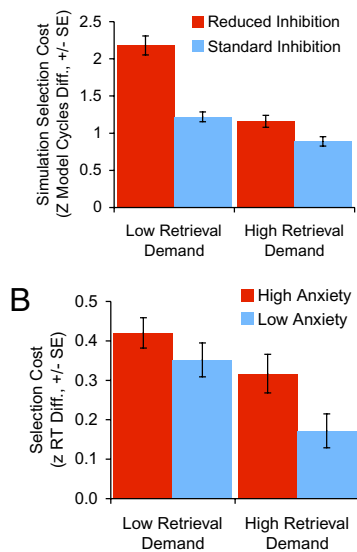 Reduced Inhibition
Standard Inhibition
Simulation Selection Cost
(Z Model Cycles Diff., +/- SE)
2.5
2
1.5
1
0.5
0
Low Retrieval
Demand
High Retrieval
Demand
B
High Anxiety
Low Anxiety
Selection Cost
(z RT Diff., +/- SE)
0.5
0.4
0.3
0.2
0.1
0.0
Low Retrieval
Demand
High Retrieval
Demand